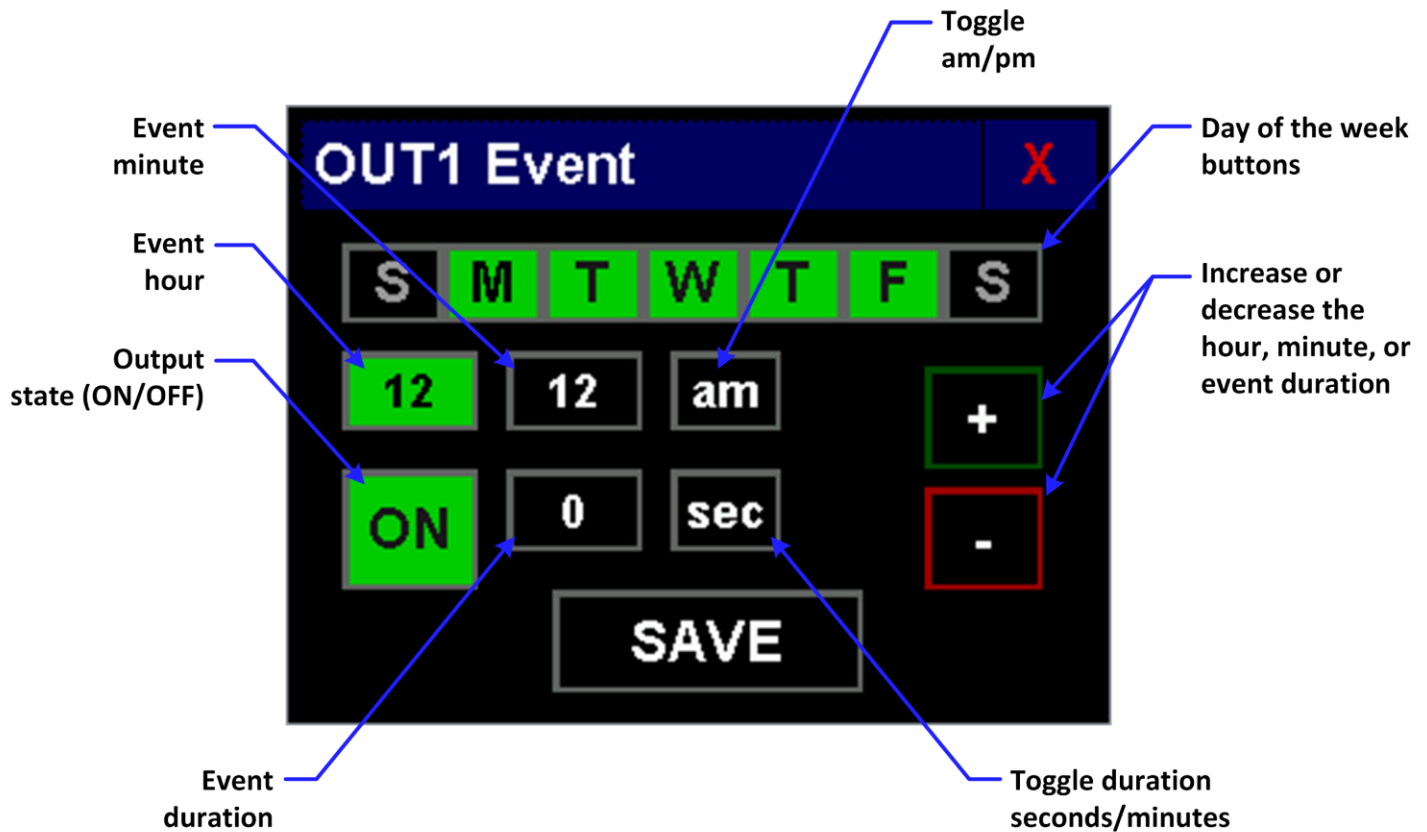 Toggle
am/pm
Event
minute
Day of the week
buttons
OUT1 Event X
Event
hour
S M T W T F S
Increase or
decrease the
hour, minute, or
event duration
Output
state (ON/OFF)
12 12 am +
ON 0 sec -
SAVE
Event
duration
Toggle duration
seconds/minutes